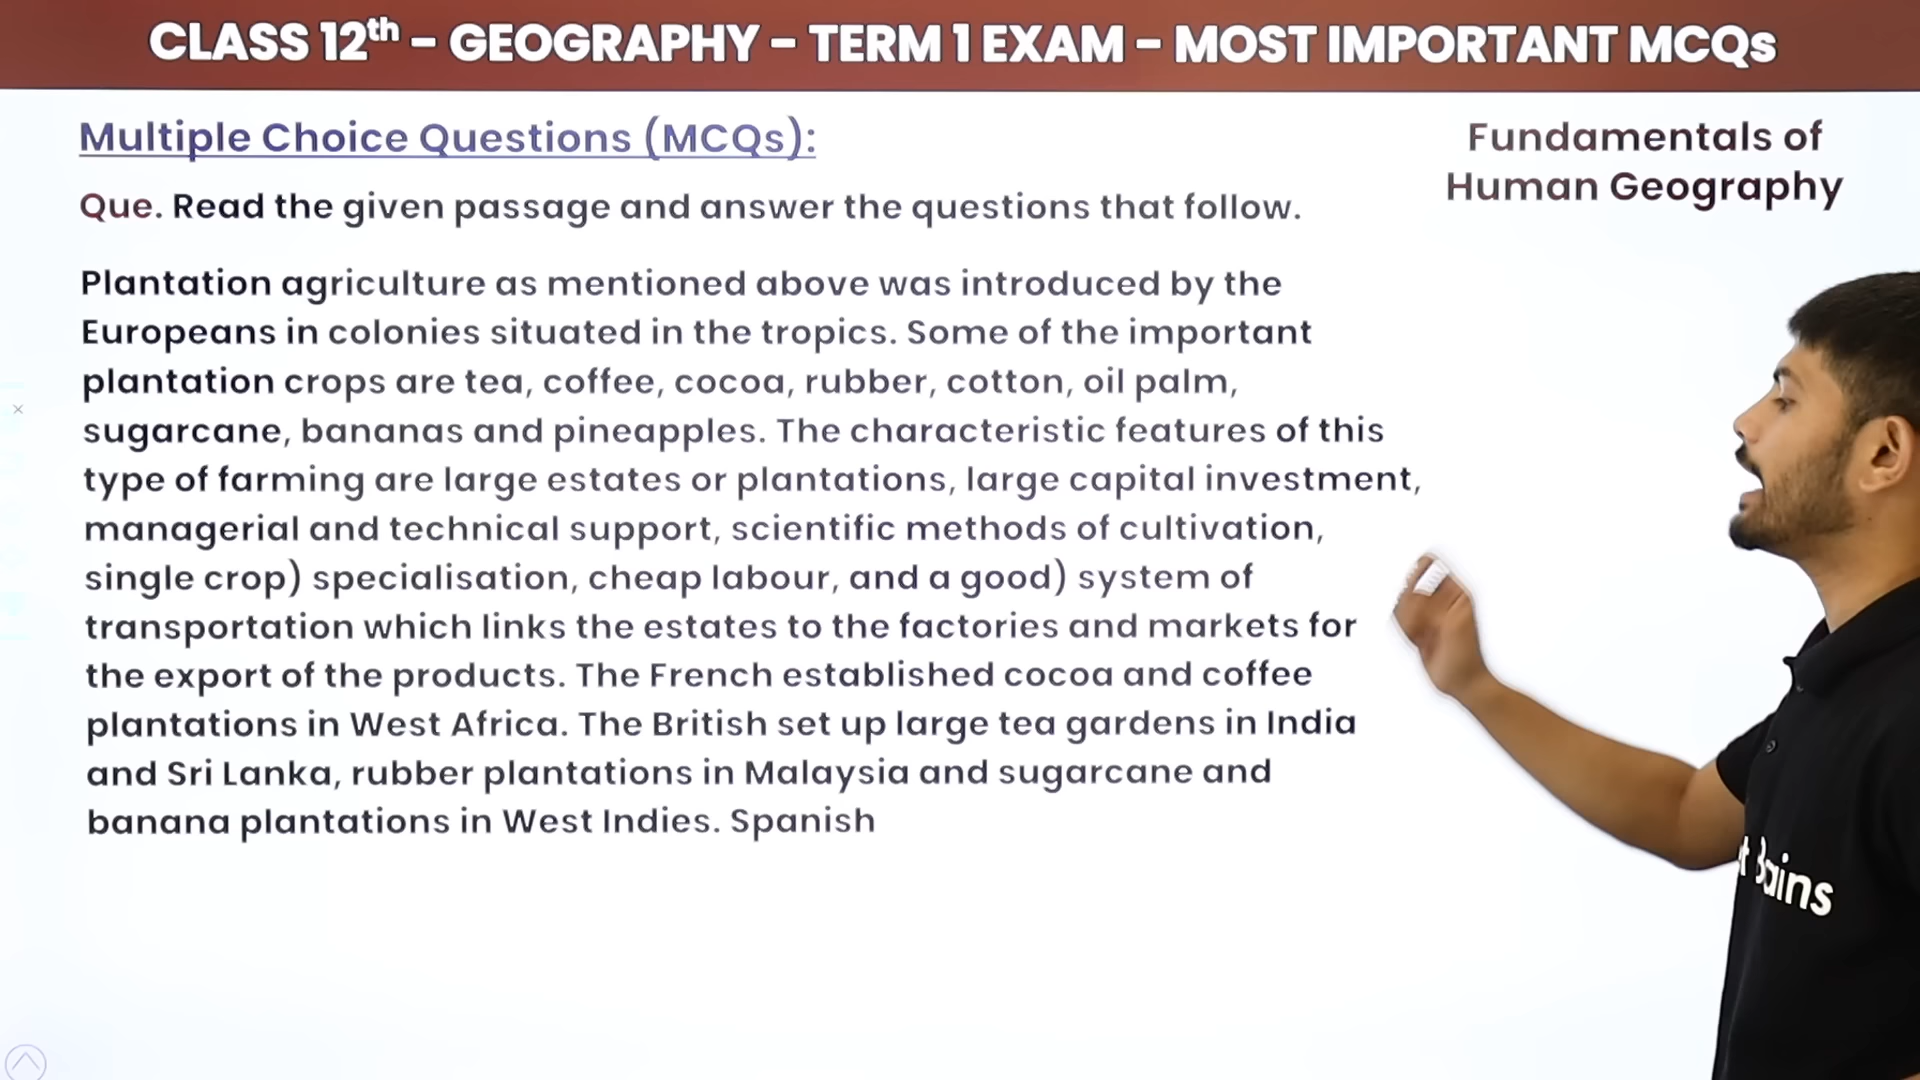 CLASS 12th - GEOGRAPHY - TERM 1 EXAM - MOST IMPORTANT MCQs
Multiple Choice Questions (MCQs):
Fundamentals of
Human Geography
Que. Read the given passage and answer the questions that follow.
Plantation agriculture as mentioned above was introduced by the
Europeans in colonies situated in the tropics. Some of the important
plantation crops are tea, coffee, cocoa, rubber, cotton, oil palm,
sugarcane, bananas and pineapples. The characteristic features of this
type of farming are large estates or plantations, large capital investment,
managerial and technical support, scientific methods of cultivation,
single crop) specialisation, cheap labour, and a good) system of
transportation which links the estates to the factories and markets for
the export of the products. The French established cocoa and coffee
plantations in West Africa. The British set up large tea gardens in India
and Sri Lanka, rubber plantations in Malaysia and sugarcane and
banana plantations in West Indies. Spanish